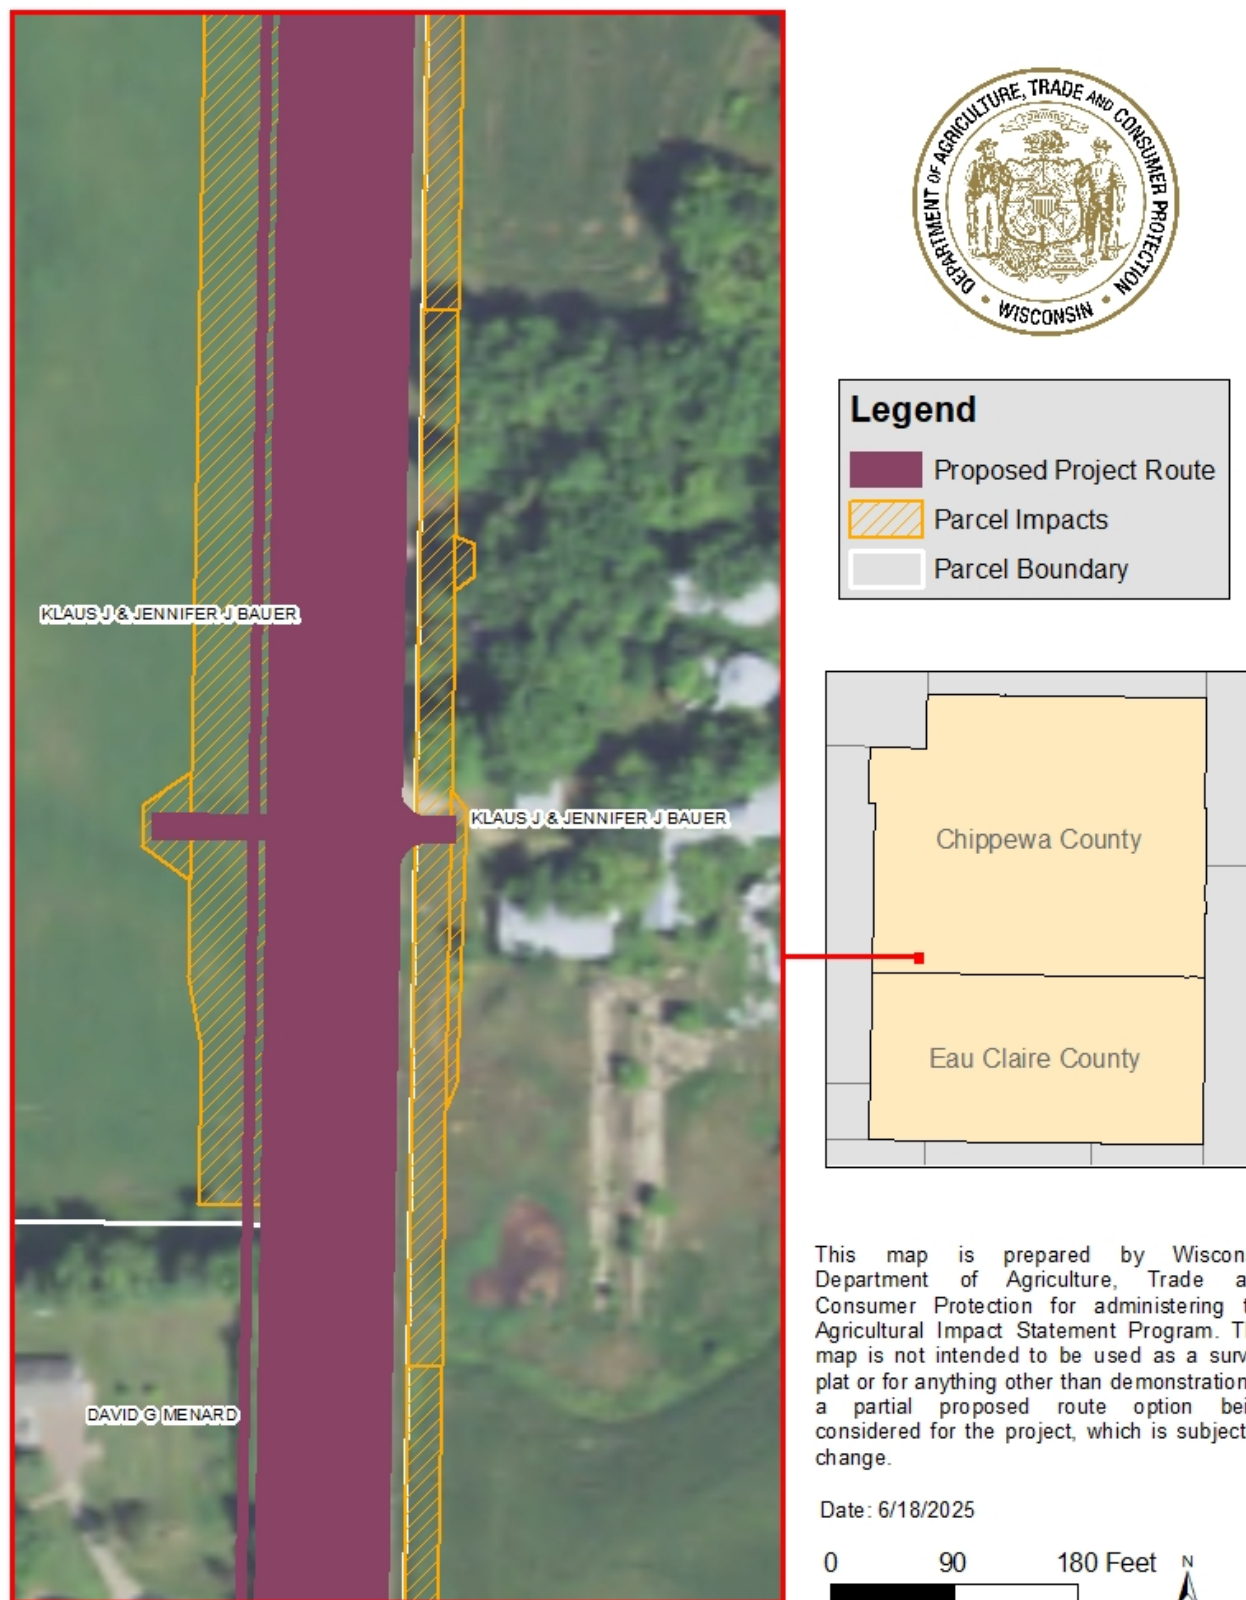 DEPARTMENT OF AGRICULTURE, TRADE AND CONSUMER PROTECTION
• WISCONSIN •
Legend
Proposed Project Route
Parcel Impacts
Parcel Boundary
KLAUS J & JENNIFER J BAUER
KLAUS J & JENNIFER J BAUER
Chippewa County
Eau Claire County
DAVID G MENARD
This map is prepared by Wiscon
Department of Agriculture, Trade a
Consumer Protection for administering t
Agricultural Impact Statement Program. T
map is not intended to be used as a surv
plat or for anything other than demonstration
a partial proposed route option bei
considered for the project, which is subject
change.
Date: 6/18/2025
0 90 180 Feet N